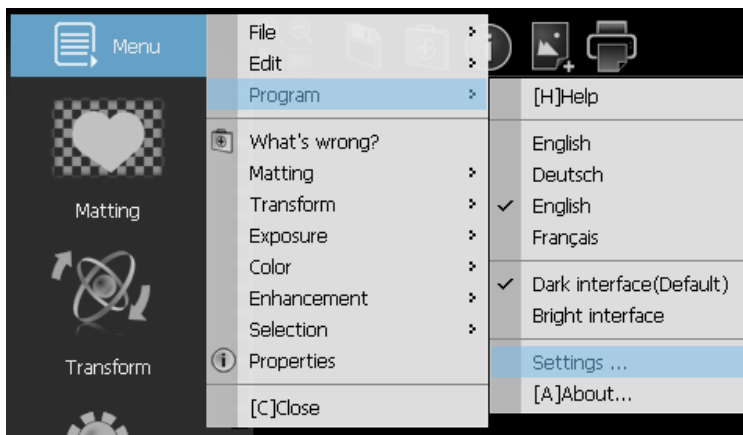 Menu
Matting
Transform
File
Edit
Program
What's wrong?
Matting
Transform
Exposure
Color
Enhancement
Selection
Properties
[C]Close
[H]Help
English
Deutsch
English
Français
Dark interface(Default)
Bright interface
Settings ...
[A]About...